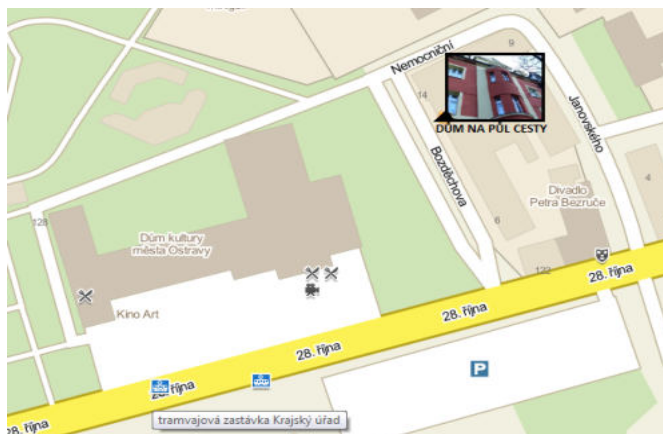 Nemocniční
9
14
DŮM NA PŮL CESTY
Janovského
Bozděchova
4
Divadlo
Petra Bezruče
6
128
Dům kultury
města Ostravy
122
28. října
Kino Art
28. října
28. října
P
28. října
28. října
tramvajová zastávka Krajský úřad